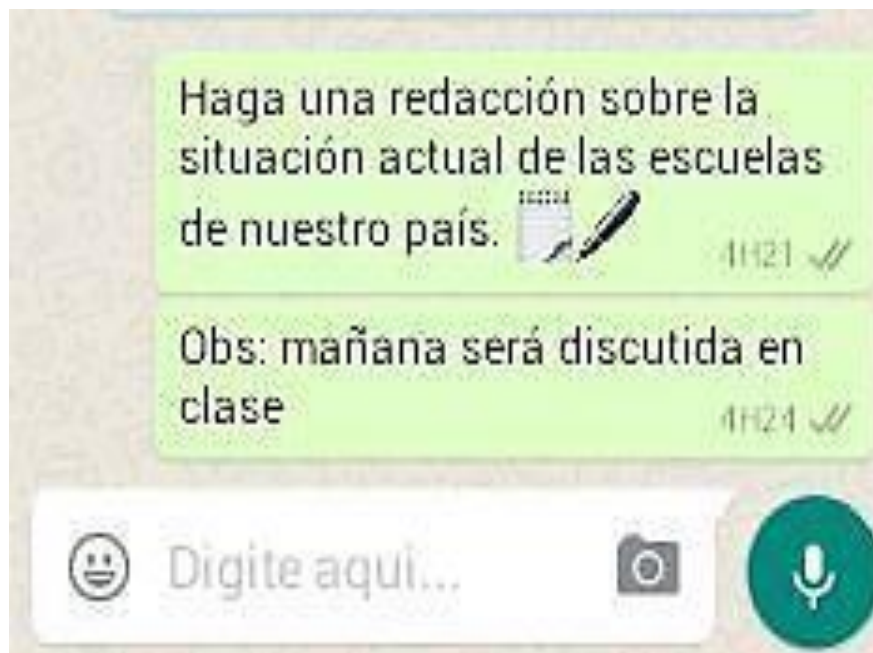 Haga una redacción sobre la
situación actual de las escuelas
de nuestro país.
4H21
Obs: mañana será discutida en
clase
4H24
Digite aqui...